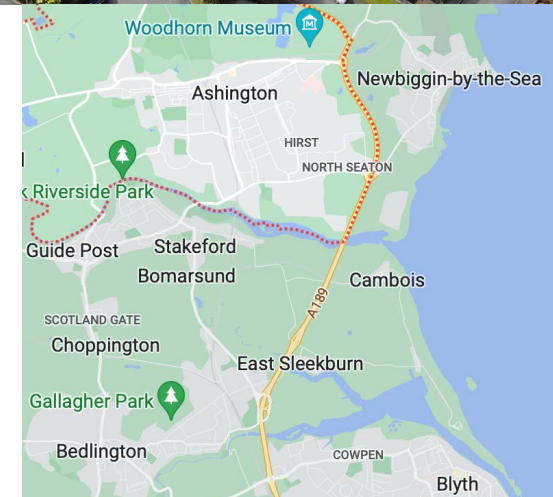 Woodhorn Museum
Newbiggin-by-the-Sea
Ashington
HIRST
NORTH SEATON
k Riverside Park
Guide Post
Stakeford
Bomarsund
Cambois
A189
SCOTLAND GATE
Choppington
East Sleekburn
Gallagher Park
Bedlington
COWPEN
Blyth